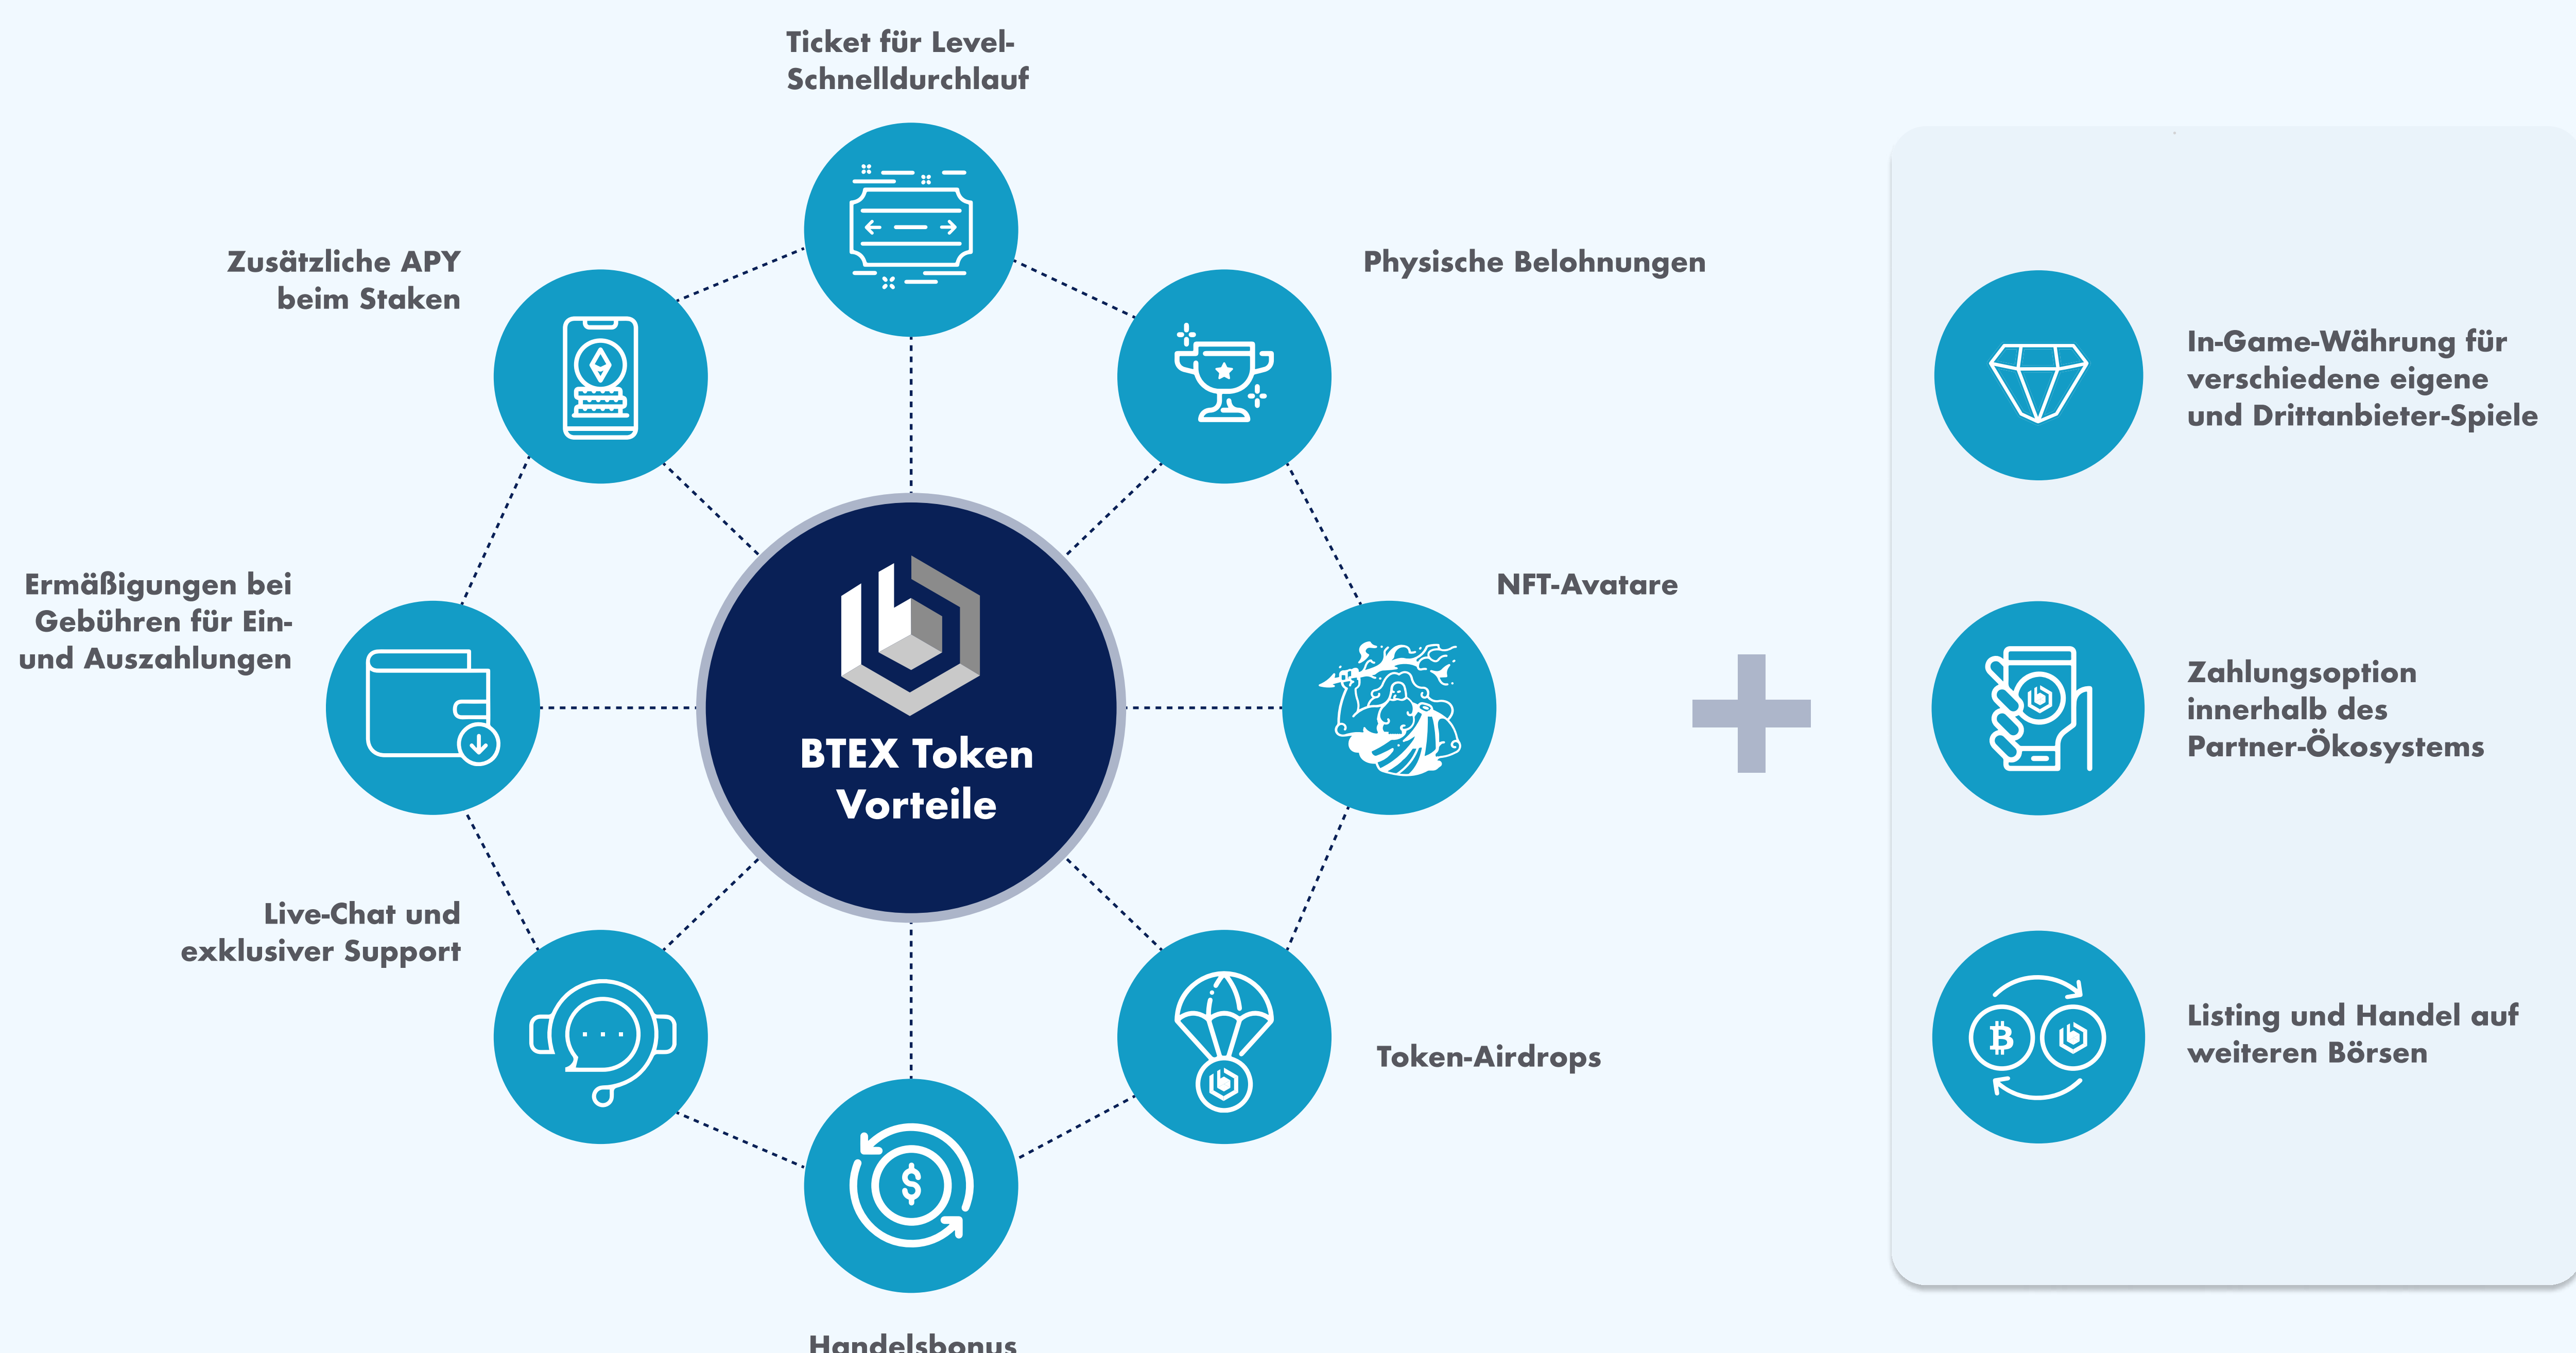 Ticket für Level-
Schnelldurchlauf
Zusätzliche APY
beim Staken
Physische Belohnungen
Ermäßigungen bei
Gebühren für Ein-
und Auszahlungen
NFT-Avatare
BTEX Token
Vorteile
Live-Chat und
exklusiver Support
Token-Airdrops
Handelsbonus
In-Game-Währung für
verschiedene eigene
und Drittanbieter-Spiele
Zahlungsoption
innerhalb des
Partner-Ökosystems
Listing und Handel auf
weiteren Börsen